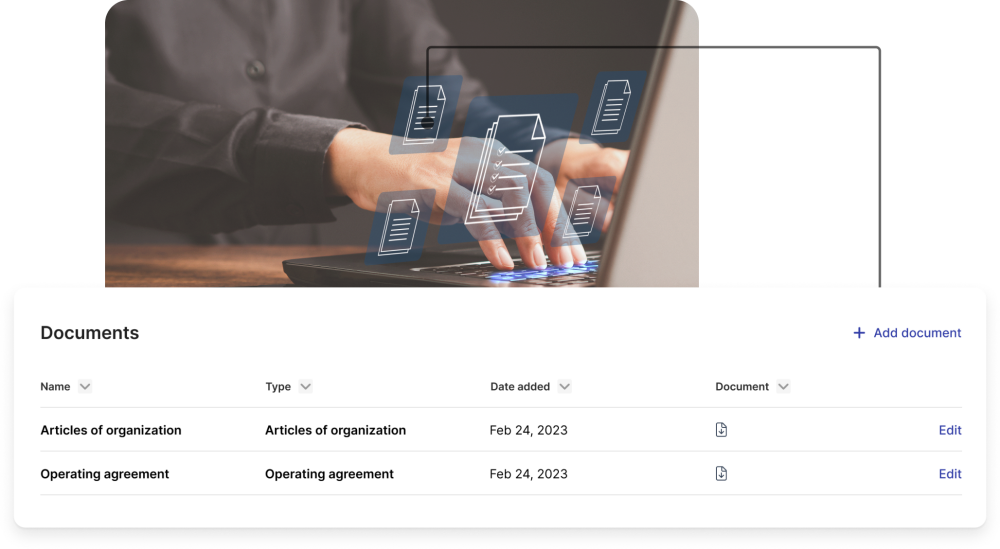 Documents
+ Add document
Name Type Date added Document
Articles of organization Articles of organization Feb 24, 2023 Edit
Operating agreement Operating agreement Feb 24, 2023 Edit